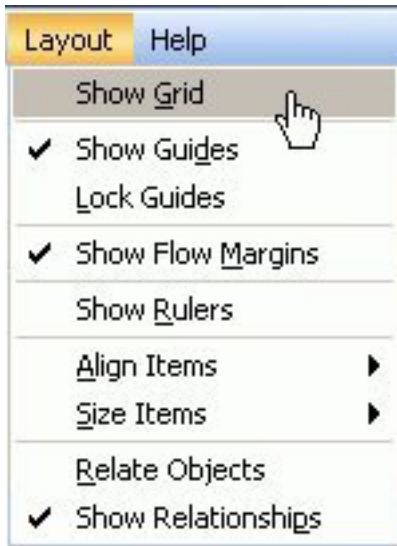 Layout Help
Show Grid
Show Guides
Lock Guides
Show Flow Margins
Show Rulers
Align Items
Size Items
Relate Objects
Show Relationships